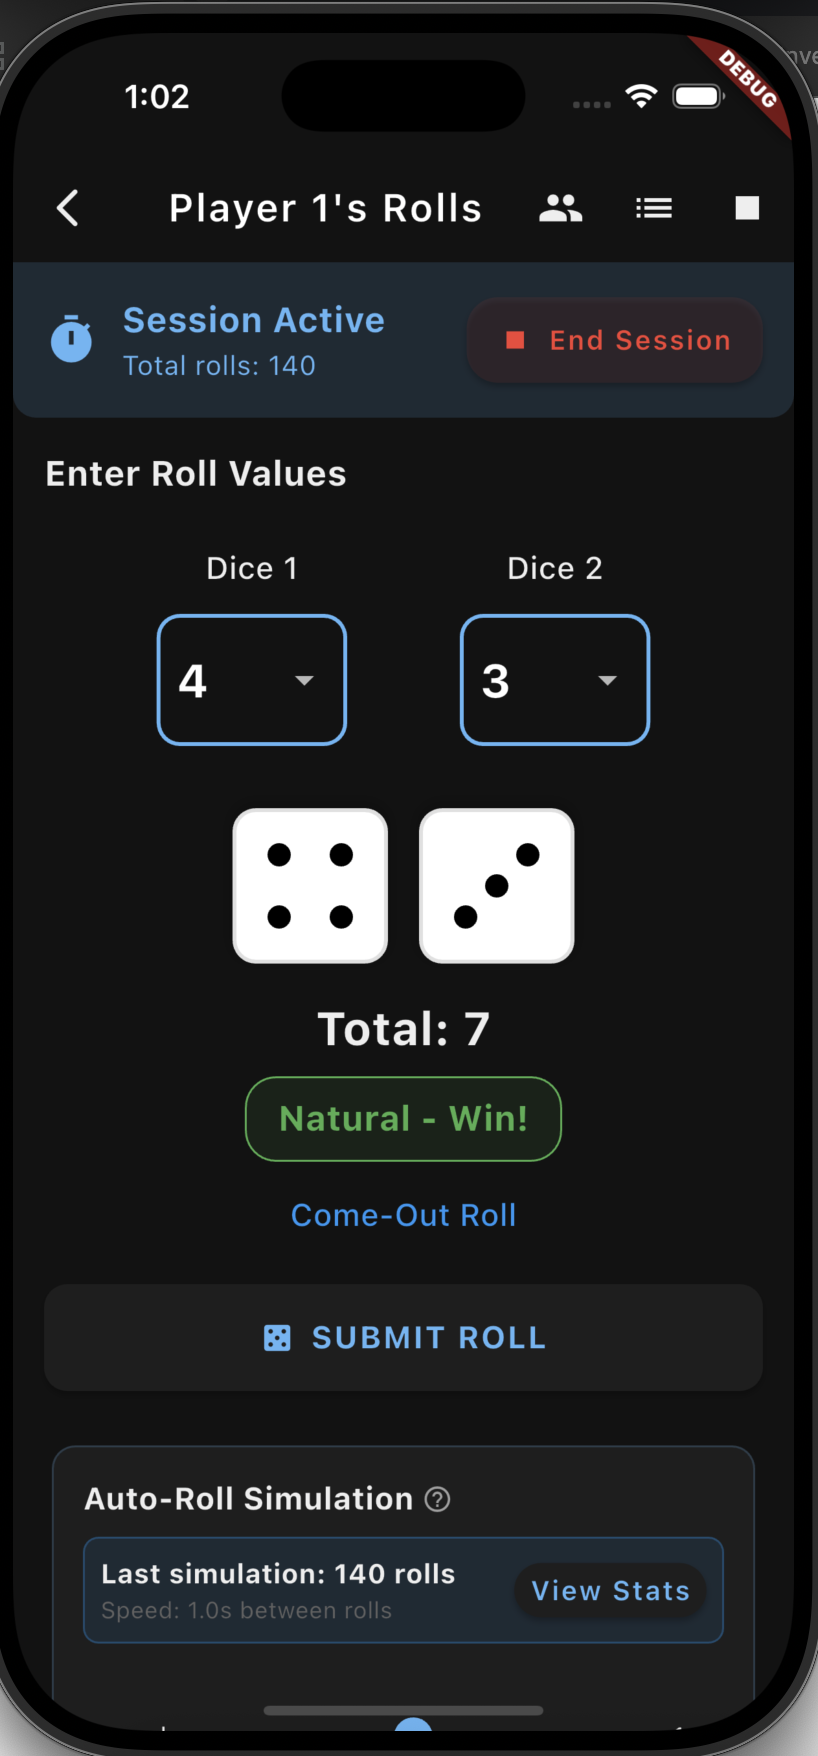 1:02
DEBUG
Player 1's Rolls
Session Active
Total rolls: 140
End Session
Enter Roll Values
Dice 1
Dice 2
4
3
Total: 7
Natural - Win!
Come-Out Roll
SUBMIT ROLL
Auto-Roll Simulation
Last simulation: 140 rolls
Speed: 1.0s between rolls
View Stats